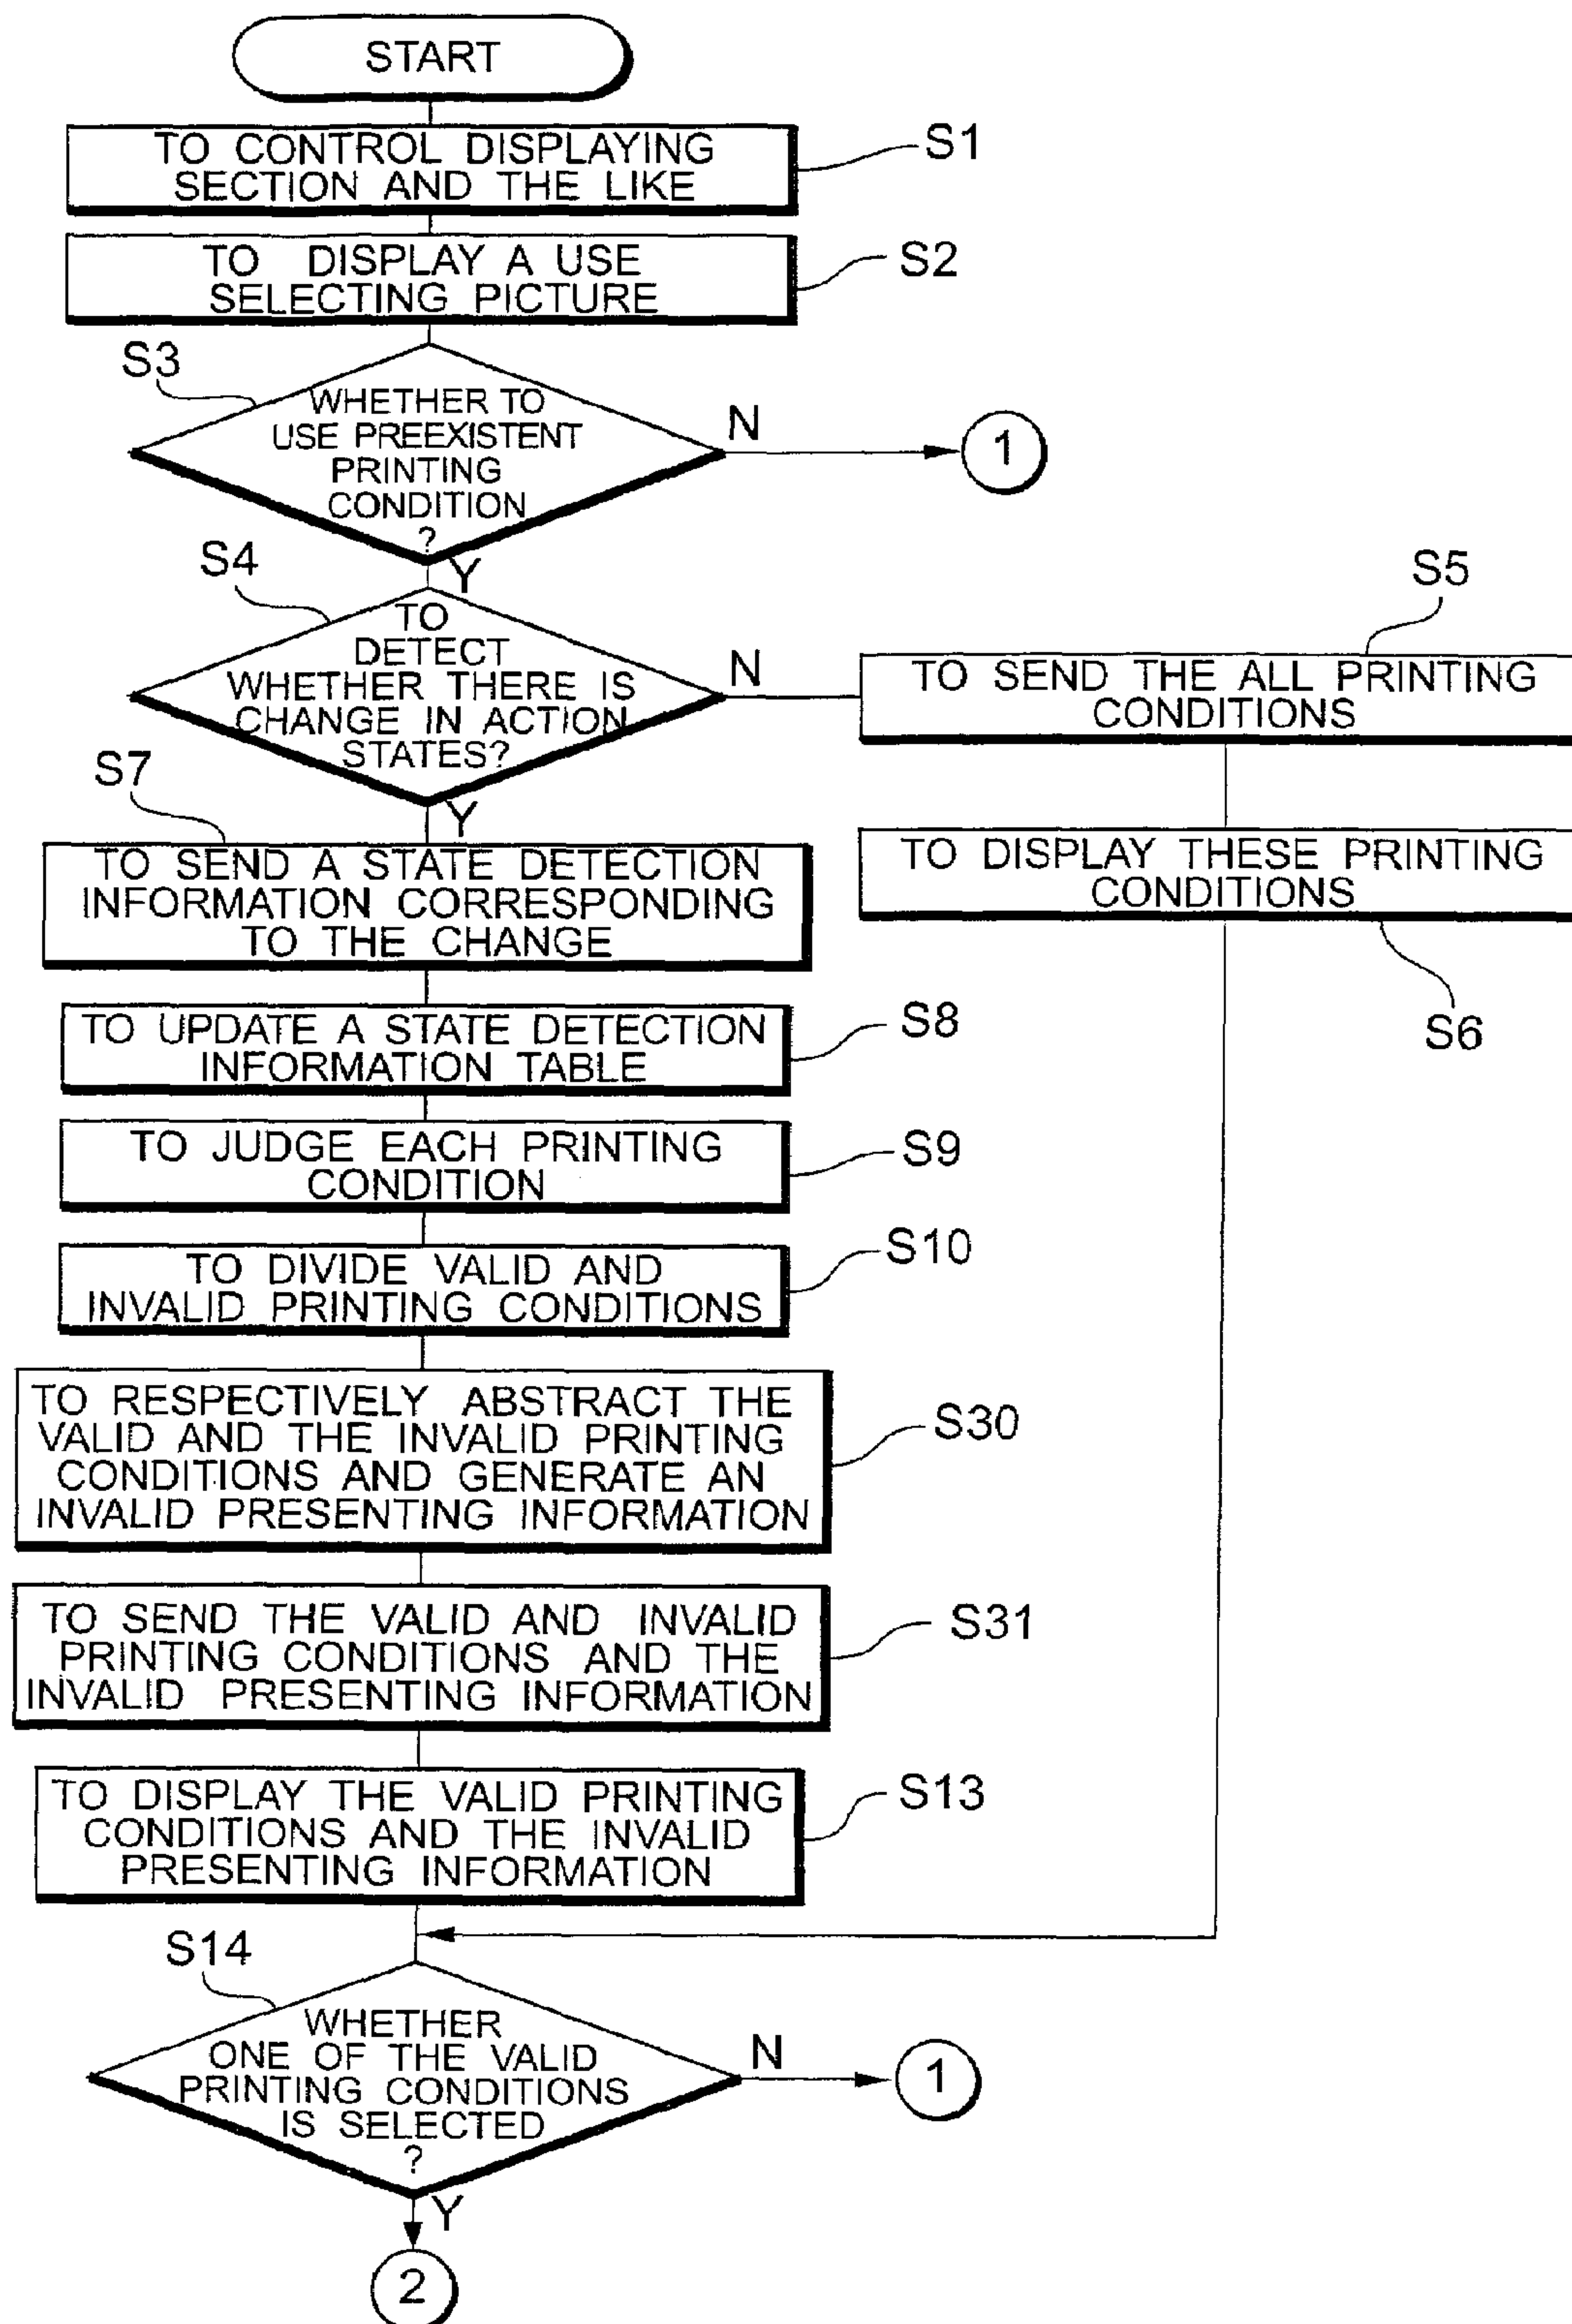 START
TO CONTROL DISPLAYING
SECTION AND THE LIKE
S1
TO DISPLAY A USE
SELECTING PICTURE
S2
S3
WHETHER TO
USE PREEXISTENT
PRINTING
CONDITION
?
N
1
Y
S4
TO
DETECT
WHETHER THERE IS
CHANGE IN ACTION
STATES?
N
Y
S5
TO SEND THE ALL PRINTING
CONDITIONS
TO DISPLAY THESE PRINTING
CONDITIONS
S6
S7
TO SEND A STATE DETECTION
INFORMATION CORRESPONDING
TO THE CHANGE
TO UPDATE A STATE DETECTION
INFORMATION TABLE
S8
TO JUDGE EACH PRINTING
CONDITION
S9
TO DIVIDE VALID AND
INVALID PRINTING CONDITIONS
S10
TO RESPECTIVELY ABSTRACT THE
VALID AND THE INVALID PRINTING
CONDITIONS AND GENERATE AN
INVALID PRESENTING INFORMATION
S30
TO SEND THE VALID AND INVALID
PRINTING CONDITIONS AND THE
INVALID PRESENTING INFORMATION
S31
TO DISPLAY THE VALID PRINTING
CONDITIONS AND THE INVALID
PRESENTING INFORMATION
S13
S14
WHETHER
ONE OF THE VALID
PRINTING CONDITIONS
IS SELECTED
?
N
1
Y
2